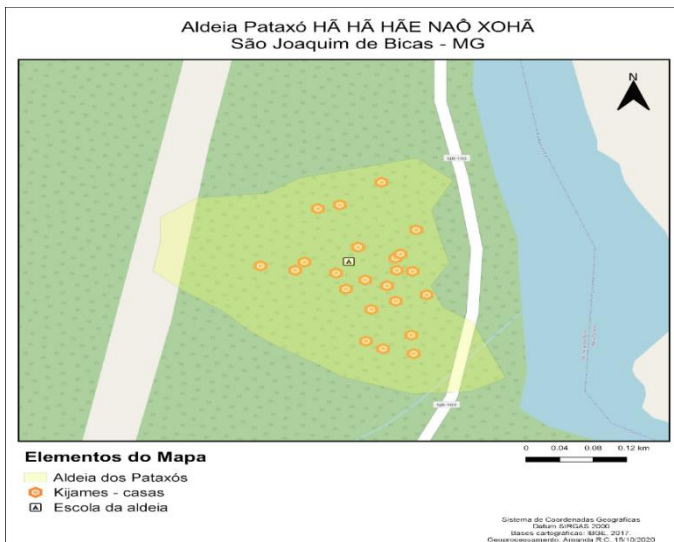 Aldeia Pataxó HÃ HÃ HÃE NAÔ XOHÃ
São Joaquim de Bicas - MG
N
A
Elementos do Mapa
Aldeia dos Pataxós
Kijames - casas
A Escola da aldeia
0 0.04 0.08 0.12 km
Sistema de Coordenadas Geográficas
Datum SIRGAS 2000
Bases cartográficas: IBGE, 2017.
Geoprocessamento: Amanda R.C. 15/10/2020